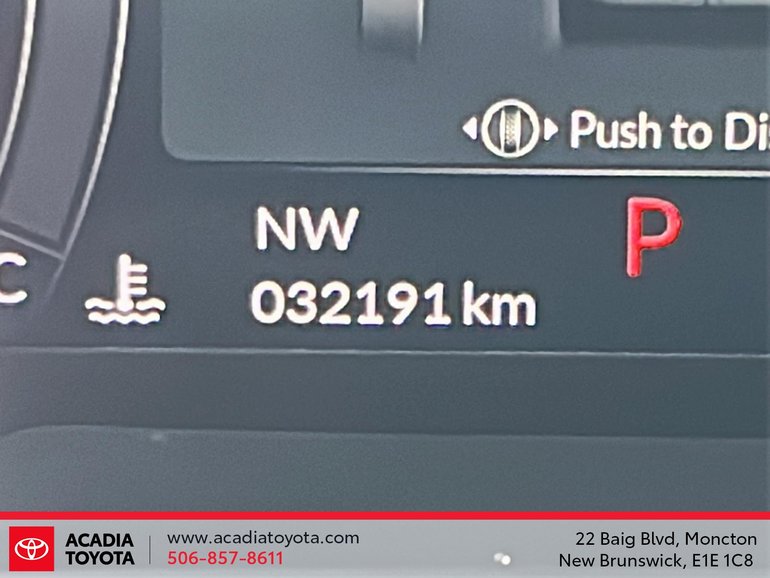 Push to Di
NW
P
032191 km
C
ACADIA
TOYOTA
www.acadiatoyota.com
506-857-8611
22 Baig Blvd, Moncton
New Brunswick, E1E 1C8